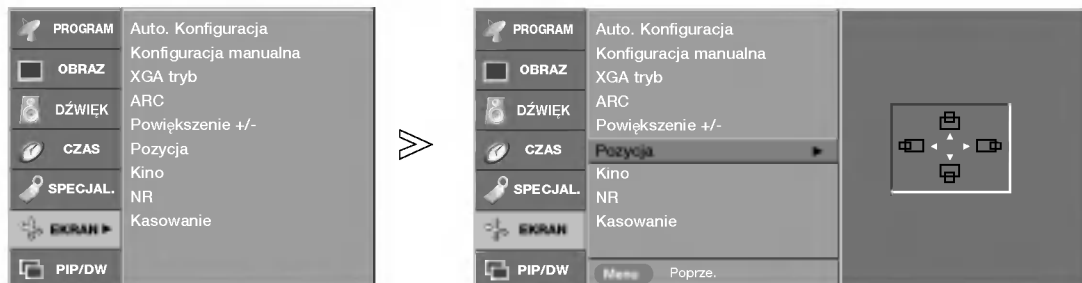 PROGRAM
OBRAZ
DŹWIĘK
CZAS
SPECJAL.
EKRAN
PIP/DW
Auto. Konfiguracja
Konfiguracja manualna
XGA tryb
ARC
Powiększenie +/-
Pozycja
Kino
NR
Kasowanie
PROGRAM
OBRAZ
DŹWIĘK
CZAS
SPECJAL.
EKRAN
PIP/DW
Auto. Konfiguracja
Konfiguracja manualna
XGA tryb
ARC
Powiększenie +/-
Pozycja
Kino
NR
Kasowanie
Menu Poprze.